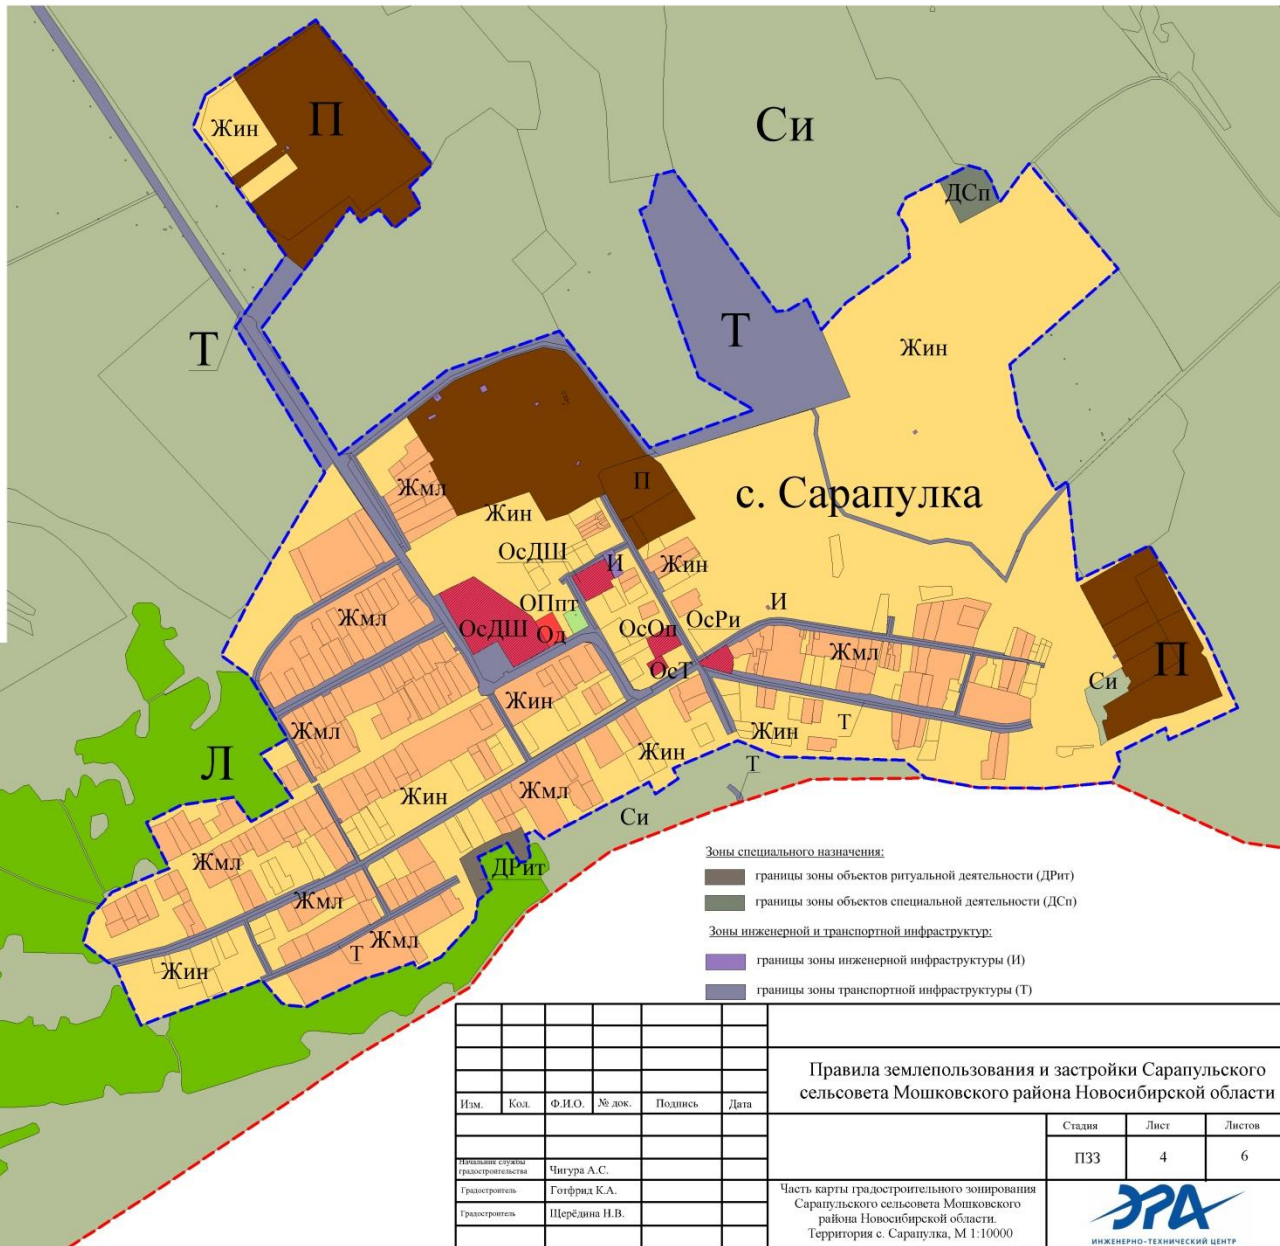 Си
П
Жин
ДСп
Т
Т
Жин
с. Сарапулка
Жмл
П
Жин
ОсДШ
И
Жин
ОПпт
И
Жмл
ОсДШ
Од
ОсОп
ОсРи
Жмл
П
ОсТ
Си
Жин
Т
Жмл
Жин
Жин
Л
Т
Жин
Жмл
Си
Жмл
ДРит
Жмл
Жмл
Т
Жин
Зоны специального назначения:
границы зоны объектов ритуальной деятельности (ДРит)
границы зоны объектов специальной деятельности (ДСп)
Зоны инженерной и транспортной инфраструктур:
границы зоны инженерной инфраструктуры (И)
границы зоны транспортной инфраструктуры (Т)
Правила землепользования и застройки Сарапульского
сельсовета Мошковского район Новосибирской области
Изм. Кол. Ф.И.О. № док. Подпись Дата
Стадия Лист Листов
ПЗЗ 4 6
Начальник службы
градостроительства Чигура А.С.
Градостроитель Готфрид К.А.
Градостроитель Щерёдина Н.В.
Часть карты градостроительного зонирования
Сарапульского сельсовета Мошковского
района Новосибирской области.
Территория с. Сарапулка, М 1:10000
ЭРА
ИНЖЕНЕРНО-ТЕХНИЧЕСКИЙ ЦЕНТР